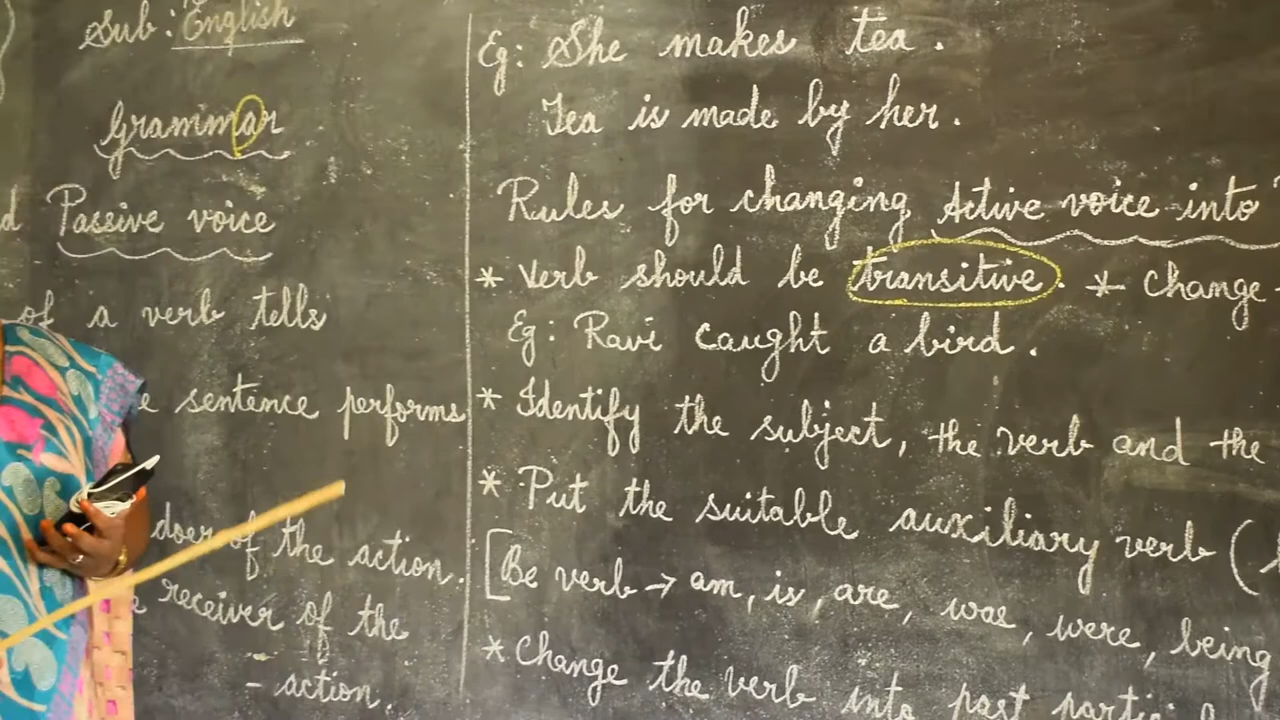 Sub : English
Grammar
Passive voice
of a verb tells
sentence performs
doer of the action.
receiver of the
- action.
Eg: She makes tea.
Tea is made by her.
Rules for changing Active voice into
* Verb should be transitive. * Change
Eg: Ravi caught a bird.
* Identify the subject, the verb and the
* Put the suitable auxiliary verb (
[Be verb → am, is, are, was, were, being
* Change the verb into past